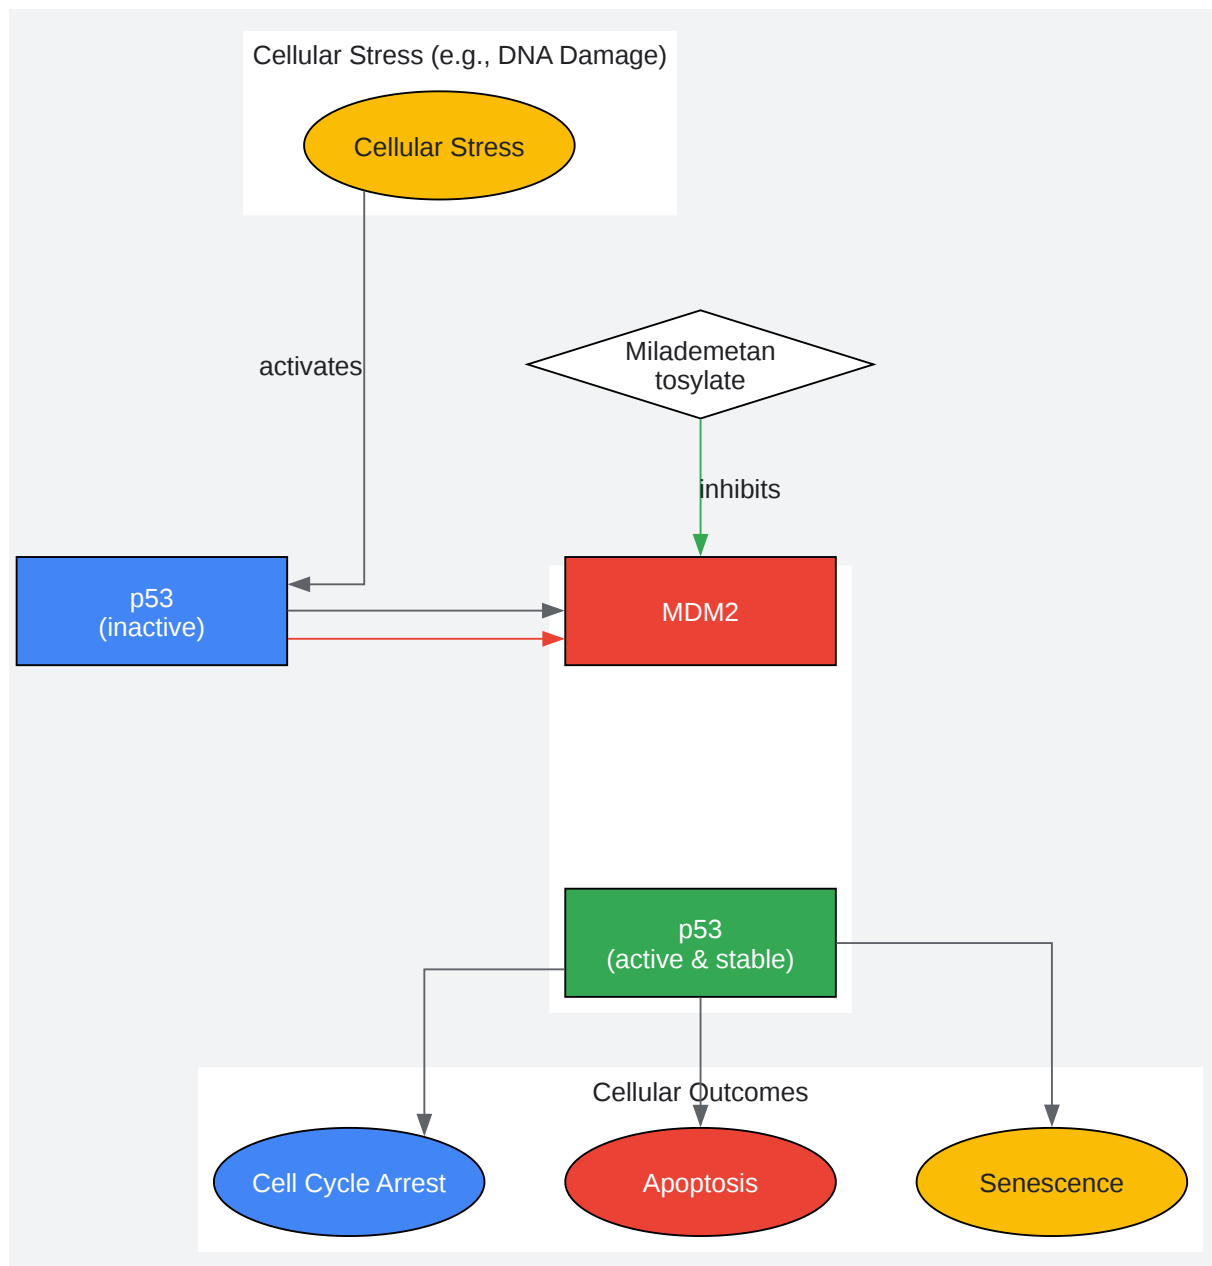 Cellular Stress (e.g., DNA Damage)
Cellular Stress
activates
Milademetan
tosylate
inhibits
p53
(inactive)
MDM2
p53
(active & stable)
Cellular Outcomes
Cell Cycle Arrest
Apoptosis
Senescence